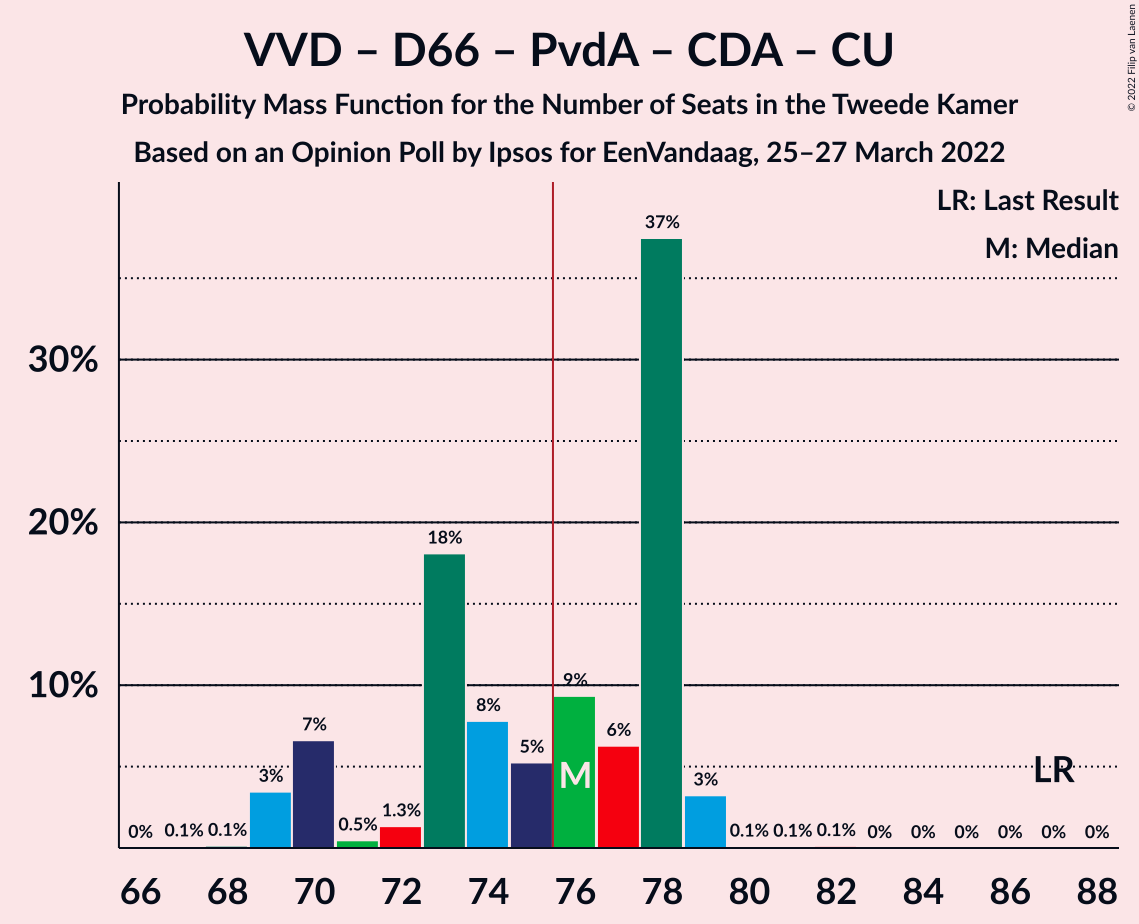 VVD – D66 – PvdA – CDA – CU
Probability Mass Function for the Number of Seats in the Tweede Kamer
Based on an Opinion Poll by Ipsos for EenVandaag, 25–27 March 2022
© 2022 Filip van Laenen
LR: Last Result
M: Median
37%
30%
20%
18%
10%
9%
8%
7%
6%
5%
3%
3%
M
LR
1.3%
0.5%
0% 0.1% 0.1% 0.1% 0.1% 0.1% 0% 0% 0% 0% 0% 0%
66 68 70 72 74 76 78 80 82 84 86 88